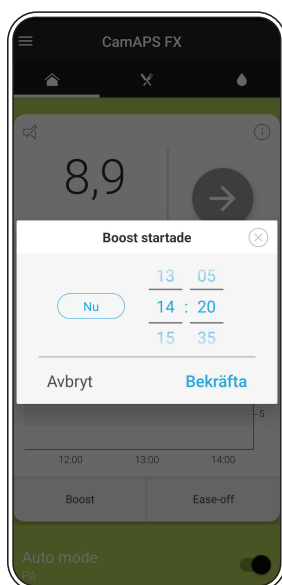 CamAPS FX
8,9
Boost startade
13 05
Nu
14 : 20
15 35
Avbryt Bekräfta
5
12:00 13:00 14:00
Boost Ease-off
Auto mode
På